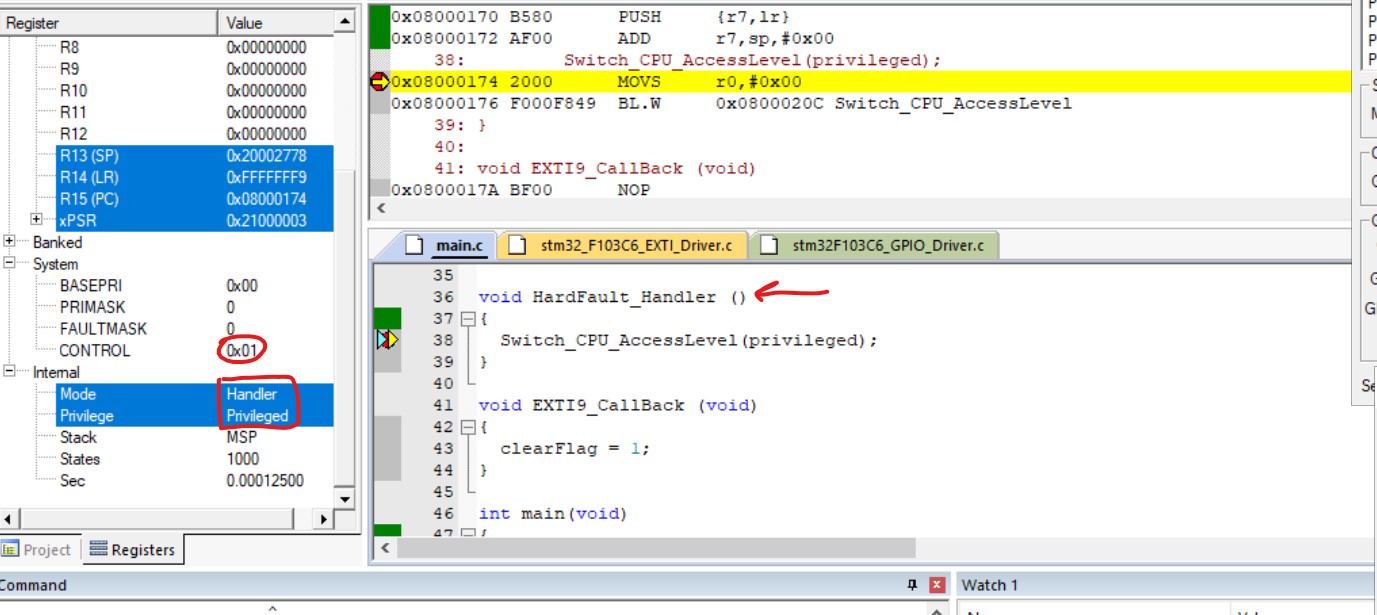 Register Value
R8 0x00000000
R9 0x00000000
R10 0x00000000
R11 0x00000000
R12 0x00000000
R13 (SP) 0x20002778
R14 (LR) 0xFFFFFFF9
R15 (PC) 0x08000174
xPSR 0x21000003
Banked
System
BASEPRI 0x00
PRIMASK 0
FAULTMASK 0
CONTROL 0x01
Internal
Mode Handler
Privilege Privileged
Stack MSP
States 1000
Sec 0.00012500
Project Registers
0x08000170 B580 PUSH {r7,lr}
0x08000172 AF00 ADD r7,sp,#0x00
38: Switch_CPU_AccessLevel(privileged);
0x08000174 2000 MOVS r0,#0x00
0x08000176 F000F849 BL.W 0x0800020C Switch_CPU_AccessLevel
39: }
40:
41: void EXTI9_CallBack (void)
0x0800017A BF00 NOP
main.c stm32_F103C6_EXTI_Driver.c stm32F103C6_GPIO_Driver.c
35
36 void HardFault_Handler ()
37 {
38 Switch_CPU_AccessLevel(privileged);
39 }
40
41 void EXTI9_CallBack (void)
42 {
43 clearFlag = 1;
44 }
45
46 int main(void)
47 {
Command
Watch 1